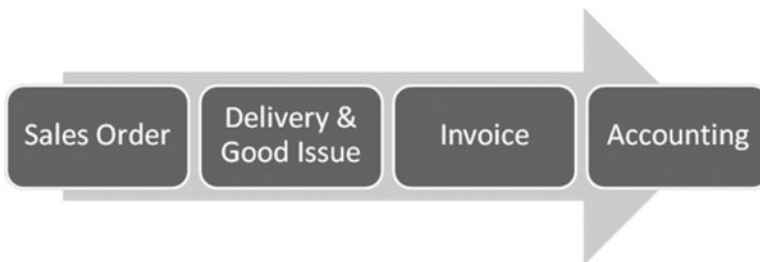 Sales Order
Delivery &
Good Issue
Invoice
Accounting